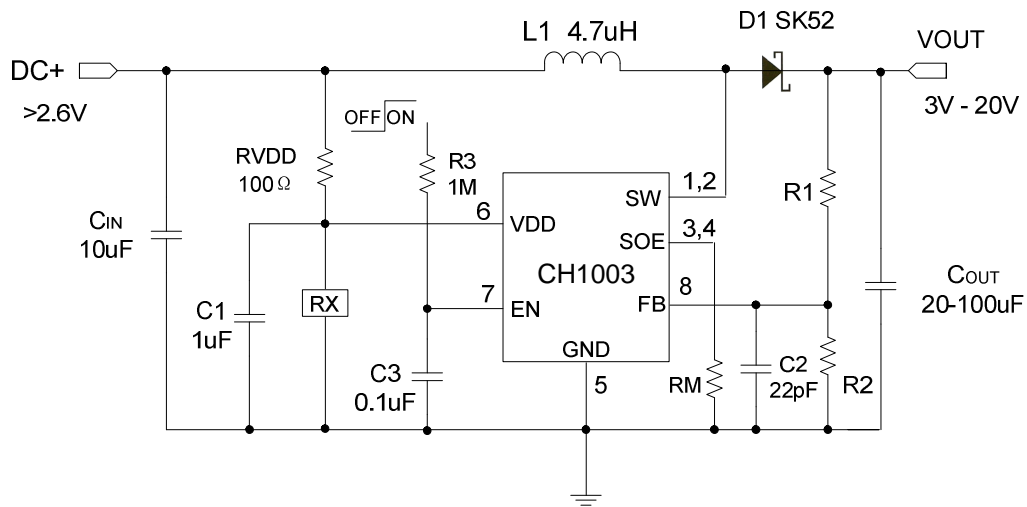 D1 SK52
L1 4.7uH
VOUT
DC+
>2.6V
3V - 20V
OFF
ON
RVDD
100Ω
R3
1M
1,2
R1
SW
CIN
10uF
6
VDD
3,4
SOE
CH1003
COUT
20-100uF
8
7
RX
EN
FB
C1
1uF
GND
C3
0.1uF
5
RM
C2
22pF
R2